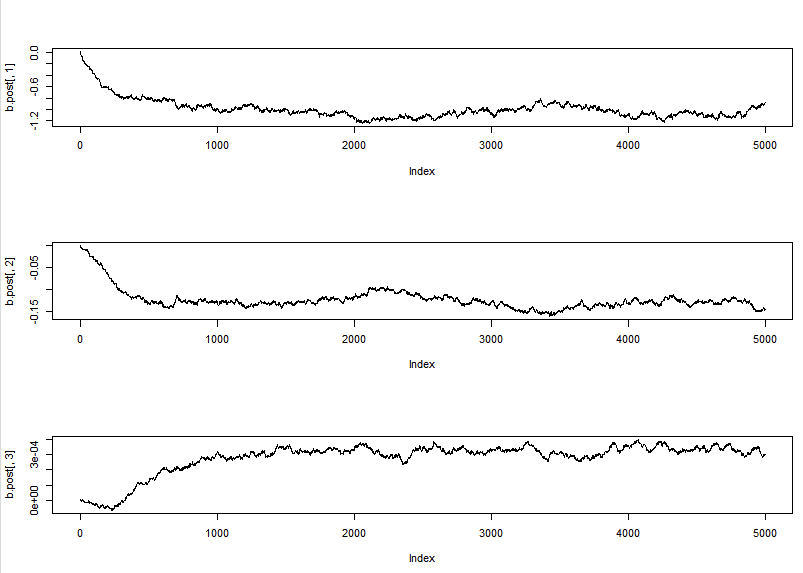 b.post[, 1]
0.0
-0.6
-1.2
0 1000 2000 3000 4000 5000
Index
b.post[, 2]
-0.05
-0.15
0 1000 2000 3000 4000 5000
Index
b.post[, 3]
3e-04
0e+00
0 1000 2000 3000 4000 5000
Index